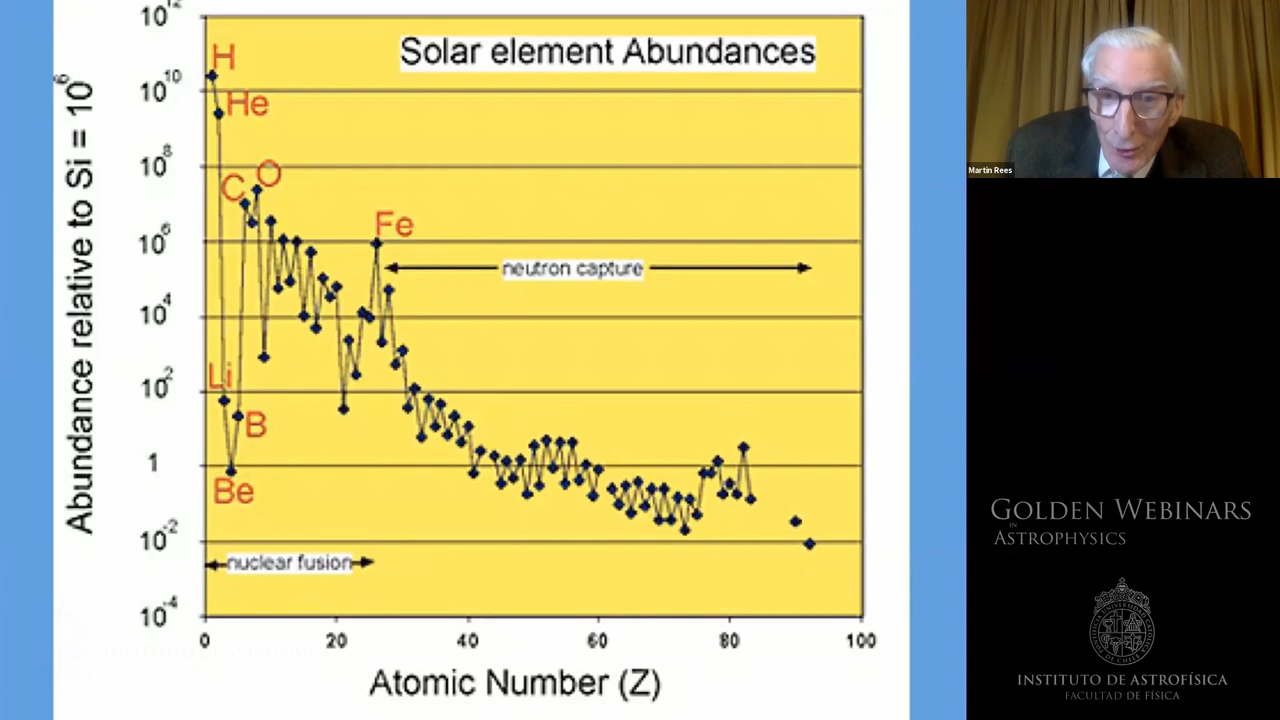 Solar element Abundances
Abundance relative to Si = 10^6
10^12
10^10
10^8
10^6
10^4
10^2
1
10^-2
10^-4
H
He
C
O
Fe
Li
B
Be
neutron capture
nuclear fusion
0
20
40
60
80
100
Atomic Number (Z)
Martin Rees
GOLDEN WEBINARS
IN
ASTROPHYSICS
INSTITUTO DE ASTROFÍSICA
FACULTAD DE FÍSICA